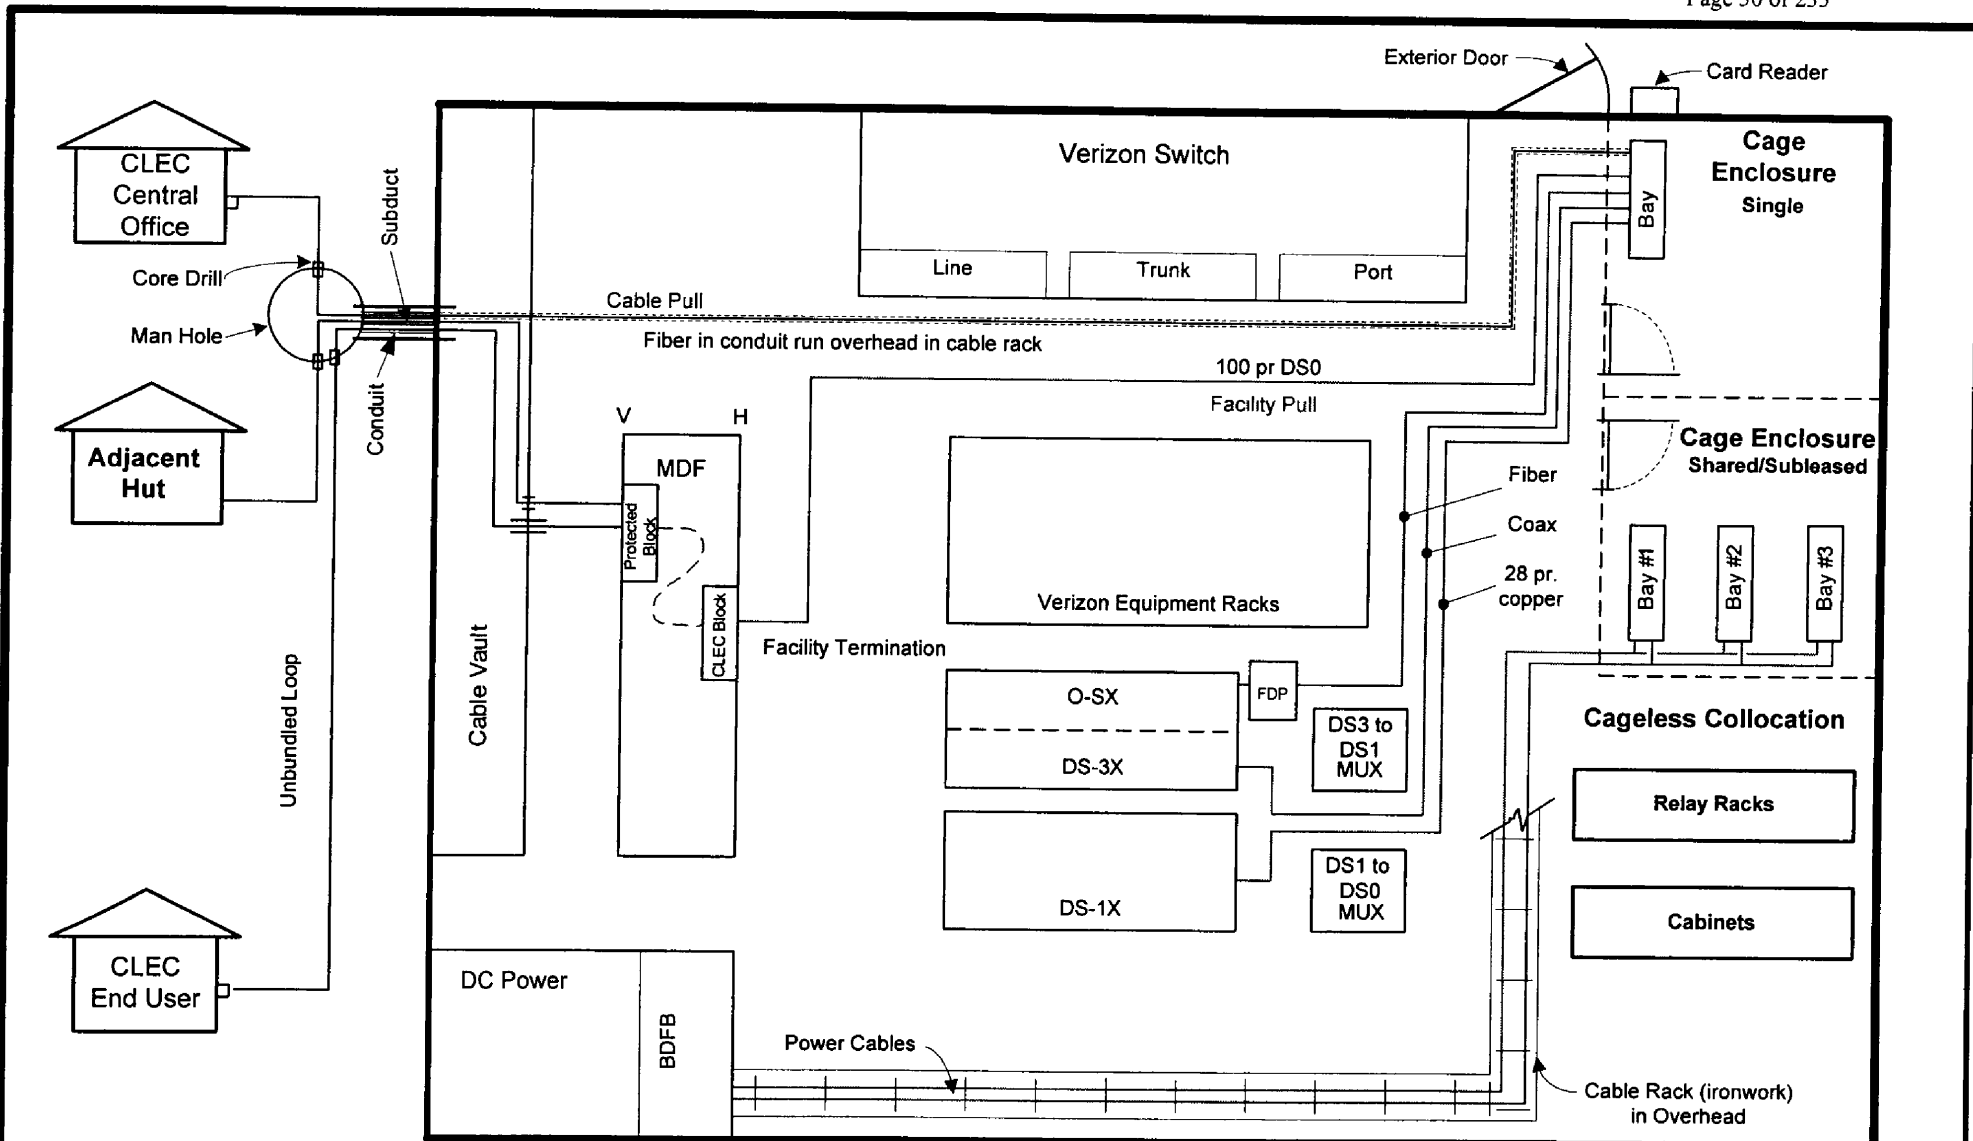 Page 50 of 235
Exterior Door
Card Reader
CLEC
Central
Office
Subduct
Verizon Switch
Cage
Enclosure
Single
Bay
Core Drill
Line
Trunk
Port
Cable Pull
Man Hole
Fiber in conduit run overhead in cable rack
100 pr DS0
Facility Pull
Conduit
V
H
Adjacent
Hut
MDF
Cage Enclosure
Shared/Subleased
Fiber
Protected
Block
Coax
Bay #1
Bay #2
Bay #3
28 pr.
copper
Verizon Equipment Racks
CLEC Block
Facility Termination
Cable Vault
Unbundled Loop
O-SX
FDP
Cageless Collocation
DS3 to
DS1
MUX
DS-3X
Relay Racks
DS1 to
DS0
MUX
DS-1X
Cabinets
CLEC
End User
DC Power
BDFB
Power Cables
Cable Rack (ironwork)
in Overhead